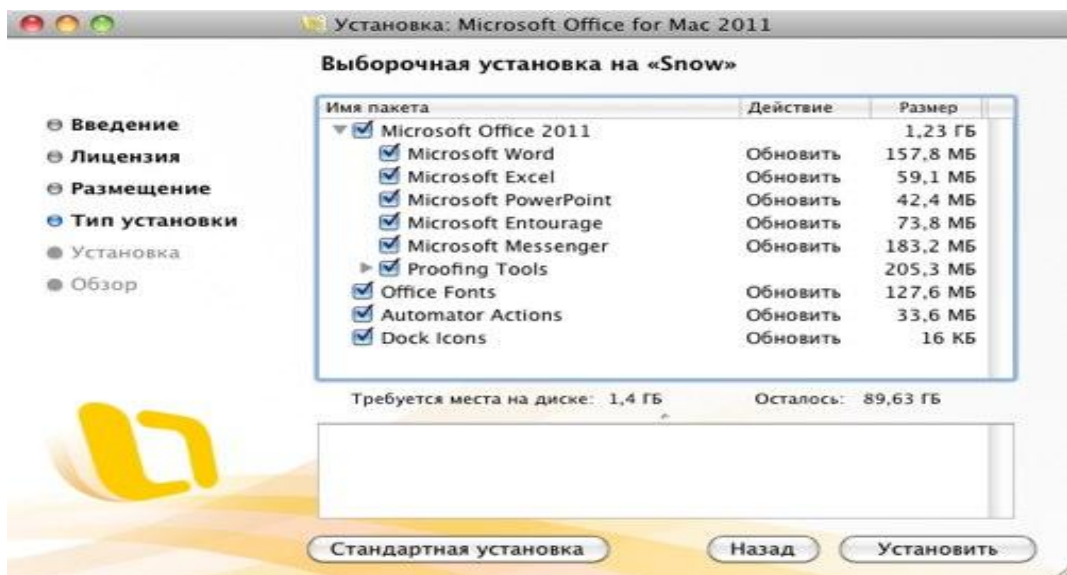 Установка: Microsoft Office for Mac 2011
Выборочная установка на «Snow»
Введение
Лицензия
Размещение
Тип установки
Установка
Обзор
Имя пакета Действие Размер
Microsoft Office 2011 1,23 ГБ
Microsoft Word Обновить 157,8 МБ
Microsoft Excel Обновить 59,1 МБ
Microsoft PowerPoint Обновить 42,4 МБ
Microsoft Entourage Обновить 73,8 МБ
Microsoft Messenger Обновить 183,2 МБ
Proofing Tools 205,3 МБ
Office Fonts Обновить 127,6 МБ
Automator Actions Обновить 33,6 МБ
Dock Icons Обновить 16 КБ
Требуется места на диске: 1,4 ГБ Осталось: 89,63 ГБ
Стандартная установка Назад Установить